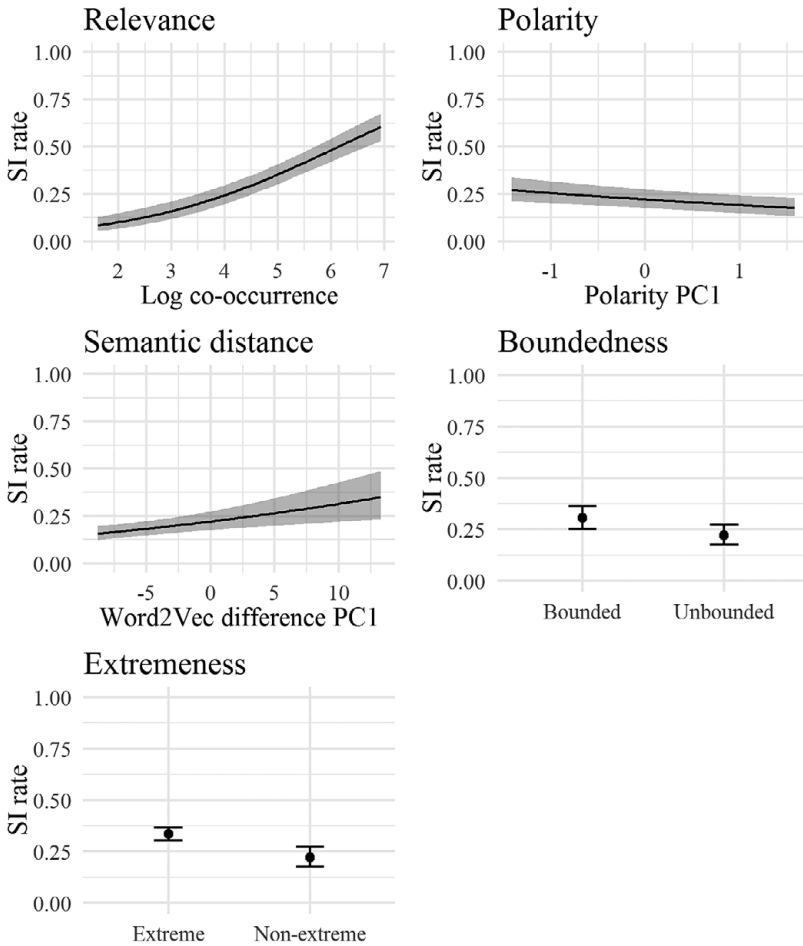 Relevance
1.00
0.75
0.50
0.25
0.00
SI rate
2 3 4 5 6 7
Log co-occurrence
Polarity
1.00
0.75
0.50
0.25
0.00
SI rate
-1 0 1
Polarity PC1
Semantic distance
1.00
0.75
0.50
0.25
0.00
SI rate
-5 0 5 10
Word2Vec difference PC1
Boundedness
1.00
0.75
0.50
0.25
0.00
SI rate
Bounded Unbounded
Extremeness
1.00
0.75
0.50
0.25
0.00
SI rate
Extreme Non-extreme